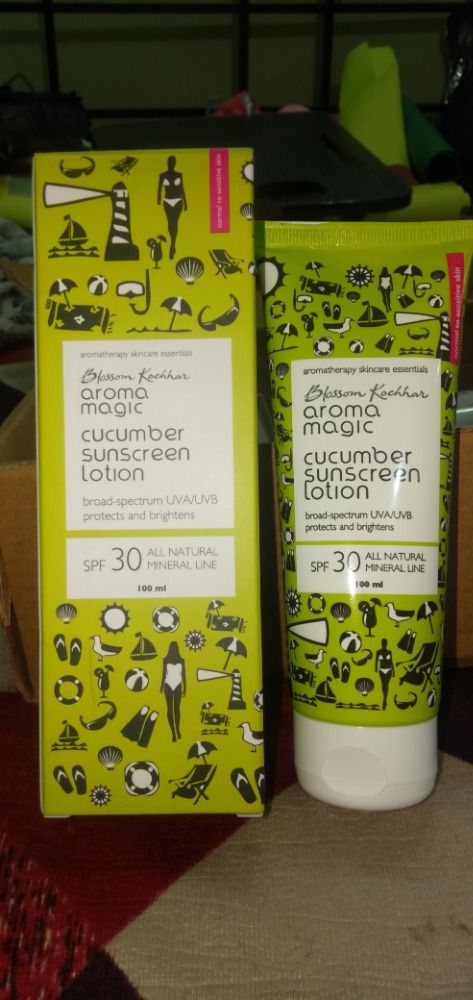 normal to sensitive skin
aromatherapy skincare essentials
Blossom Kochhar
aroma
magic
cucumber
sunscreen
lotion
broad-spectrum UVA/UVB
protects and brightens
SPF 30 ALL NATURAL
MINERAL LINE
100 ml
normal to sensitive skin
aromatherapy skincare essentials
Blossom Kochhar
aroma
magic
cucumber
sunscreen
lotion
broad-spectrum UVA/UVB
protects and brightens
SPF 30 ALL NATURAL
MINERAL LINE
100 ml